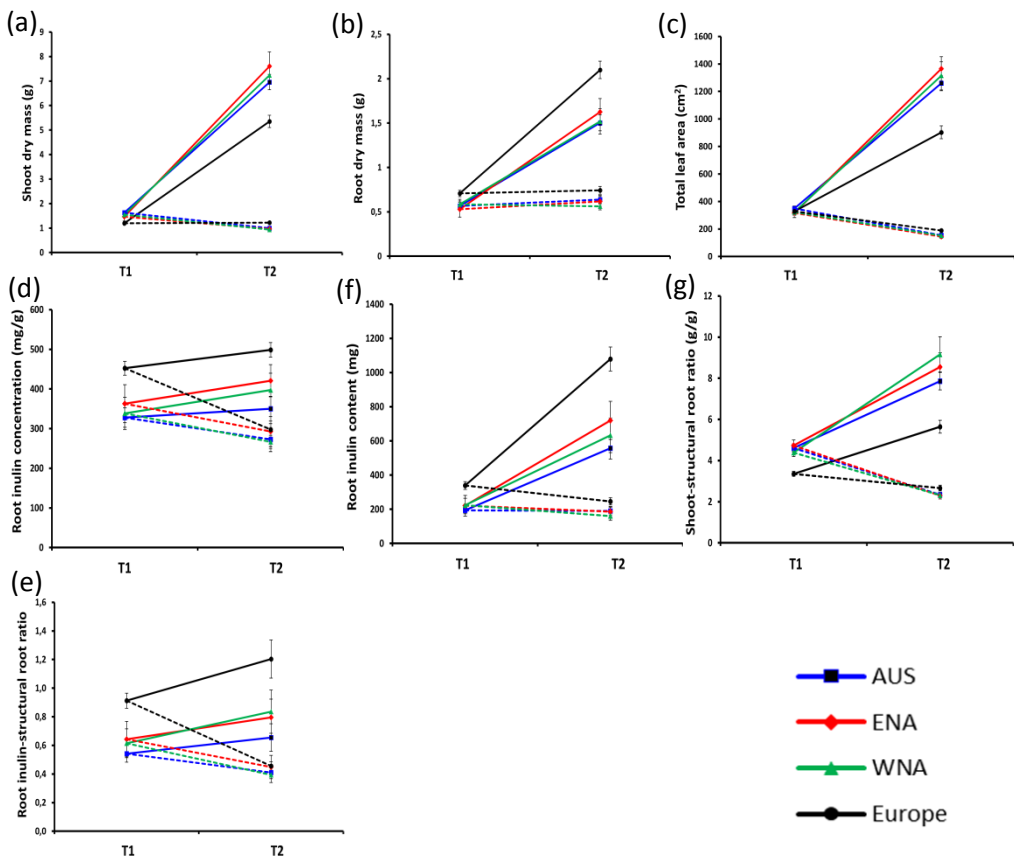 (a)
Shoot dry mass (g)
9
8
7
6
5
4
3
2
1
0
T1
T2
(b)
Root dry mass (g)
2,5
2
1,5
1
0,5
0
T1
T2
(c)
Total leaf area (cm²)
1600
1400
1200
1000
800
600
400
200
0
T1
T2
(d)
Root inulin concentration (mg/g)
600
500
400
300
200
100
0
T1
T2
(f)
Root inulin content (mg)
1400
1200
1000
800
600
400
200
0
T1
T2
(g)
Shoot-structural root ratio (g/g)
12
10
8
6
4
2
0
T1
T2
(e)
Root inulin-structural root ratio
1,6
1,4
1,2
1,0
0,8
0,6
0,4
0,2
0,0
T1
T2
AUS
ENA
WNA
Europe